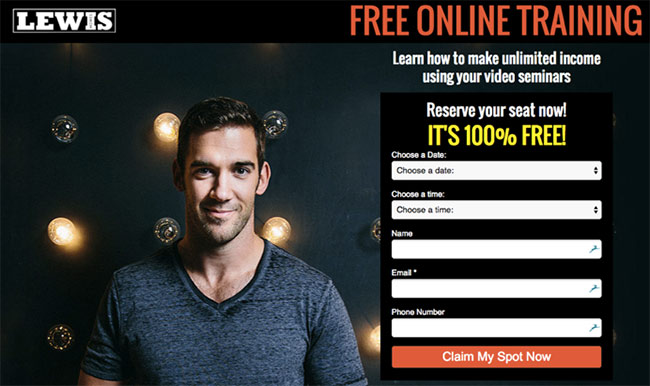 LEWIS
FREE ONLINE TRAINING
Learn how to make unlimited income
using your video seminars
Reserve your seat now!
IT'S 100% FREE!
Choose a Date:
Choose a date:
Choose a time:
Choose a time:
Name
Email *
Phone Number
Claim My Spot Now